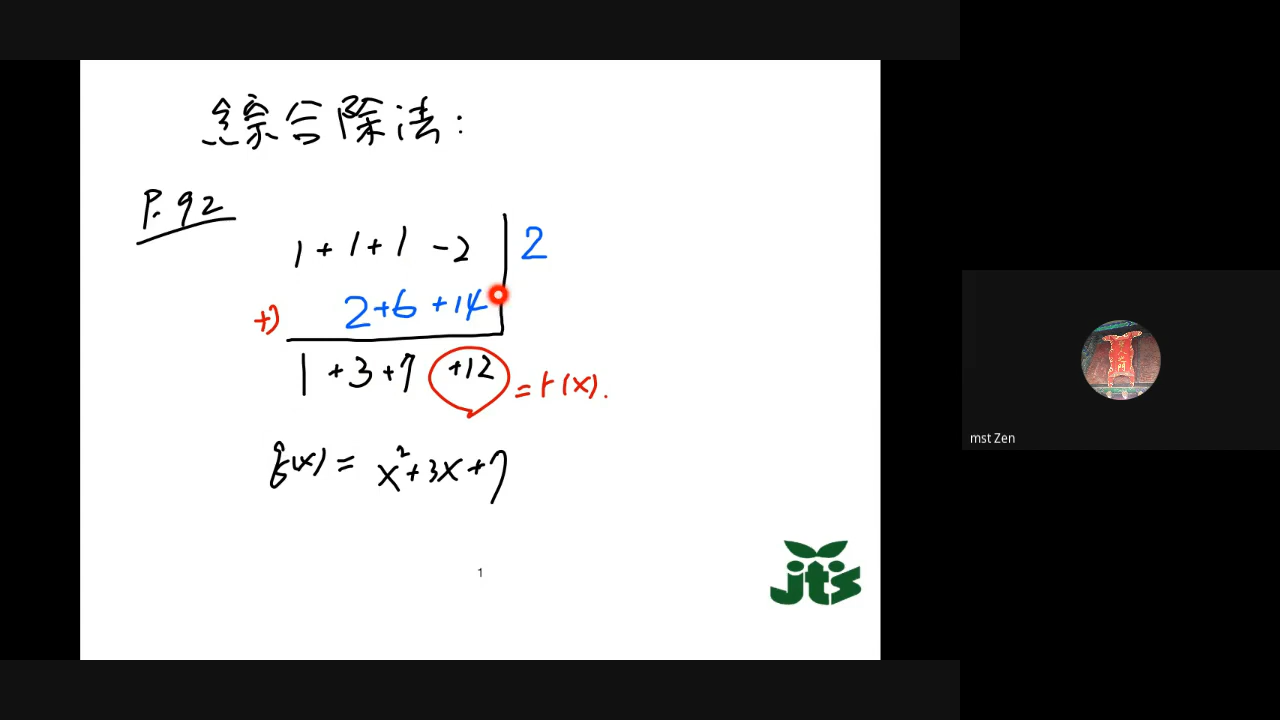 綜合除法:
P.92
1+1+1-2 2
+) 2+6+14
1+3+7 +12 =r(x).
q(x) = x²+3x+7
1
jts
mst Zen